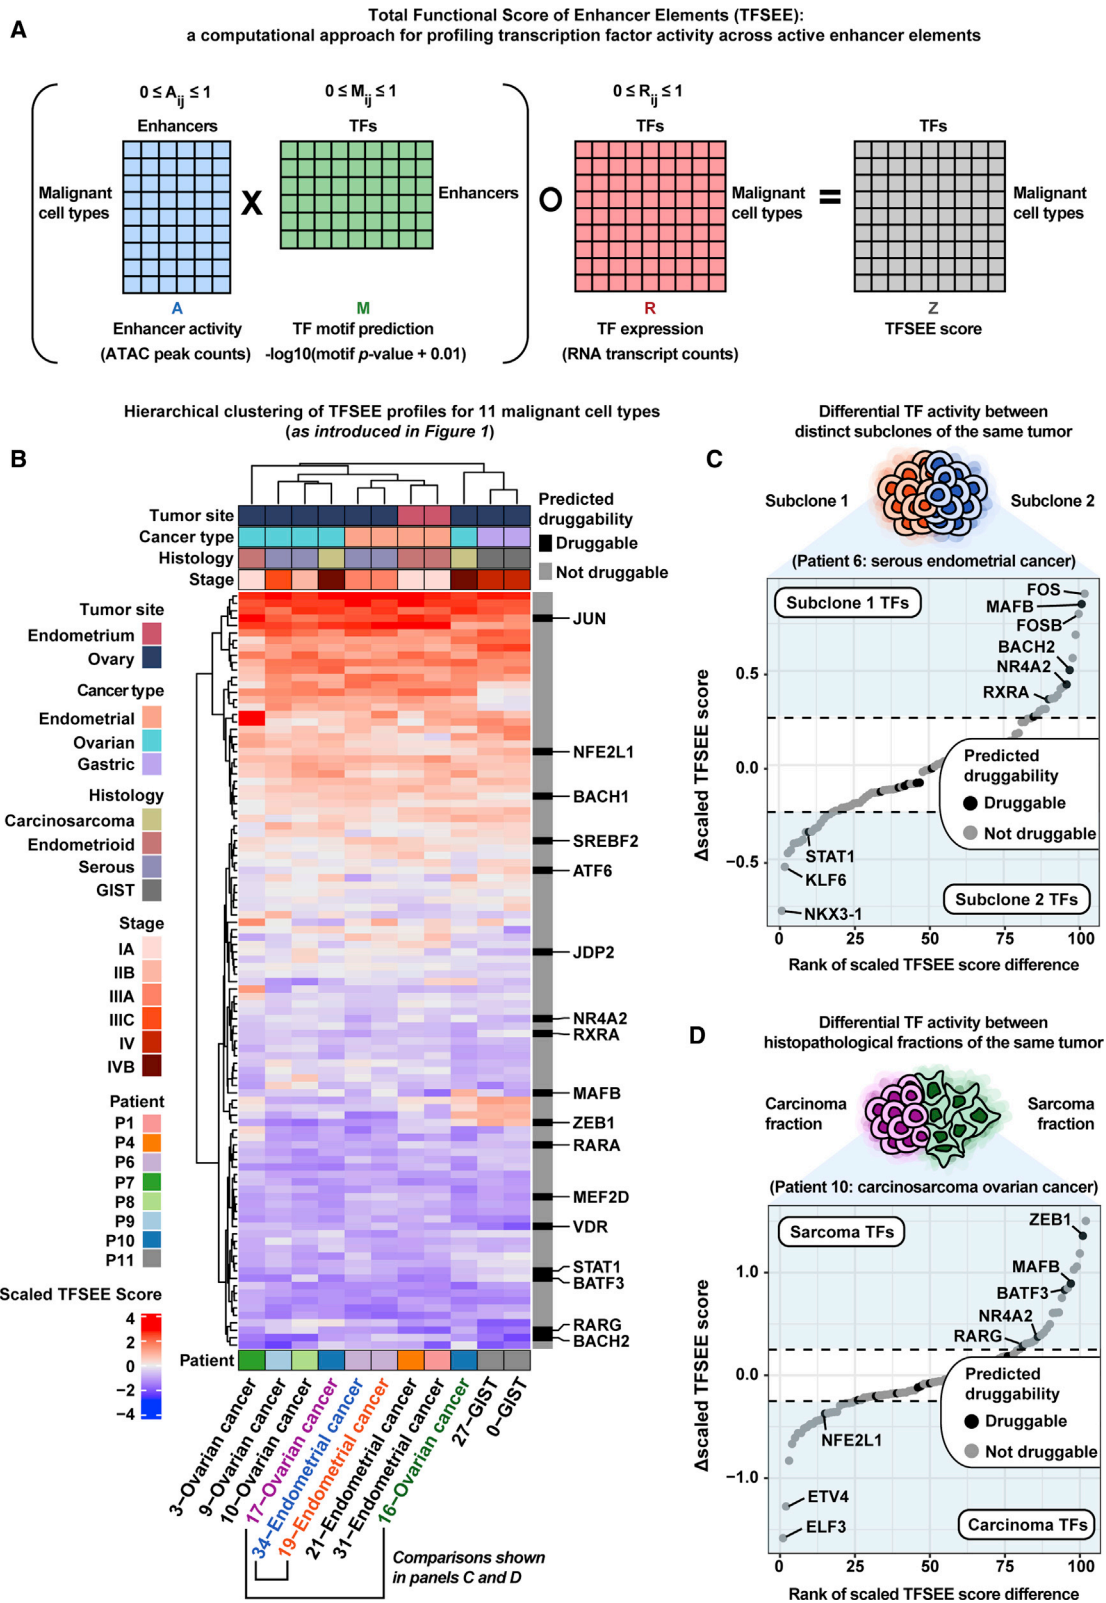 A
Total Functional Score of Enhancer Elements (TFSEE):
a computational approach for profiling transcription factor activity across active enhancer elements
0 ≤ Aij ≤ 1
0 ≤ Mij ≤ 1
0 ≤ Rij ≤ 1
Enhancers
TFs
TFs
TFs
Malignant
cell types
X
Enhancers
O
Malignant
cell types
=
Malignant
cell types
A
M
R
Z
Enhancer activity
TF motif prediction
TF expression
TFSEE score
(ATAC peak counts)
-log10(motif p-value + 0.01)
(RNA transcript counts)
Hierarchical clustering of TFSEE profiles for 11 malignant cell types
(as introduced in Figure 1)
B
Tumor site
Cancer type
Histology
Stage
Predicted
druggability
Druggable
Not druggable
Tumor site
Endometrium
Ovary
Cancer type
Endometrial
Ovarian
Gastric
Histology
Carcinosarcoma
Endometrioid
Serous
GIST
Stage
IA
IIB
IIIA
IIIC
IV
IVB
Patient
P1
P4
P6
P7
P8
P9
P10
P11
Scaled TFSEE Score
4
2
0
−2
−4
JUN
NFE2L1
BACH1
SREBF2
ATF6
JDP2
NR4A2
RXRA
MAFB
ZEB1
RARA
MEF2D
VDR
STAT1
BATF3
RARG
BACH2
Patient
3−Ovarian cancer
9−Ovarian cancer
10−Ovarian cancer
17−Ovarian cancer
34−Endometrial cancer
19−Endometrial cancer
21−Endometrial cancer
31−Endometrial cancer
16−Ovarian cancer
27−GIST
0−GIST
Comparisons shown
in panels C and D
Differential TF activity between
distinct subclones of the same tumor
C
Subclone 1
Subclone 2
(Patient 6: serous endometrial cancer)
Subclone 1 TFs
FOS
MAFB
FOSB
BACH2
NR4A2
RXRA
Predicted
druggability
Druggable
Not druggable
STAT1
KLF6
NKX3-1
Subclone 2 TFs
Δscaled TFSEE score
0.5
0.0
−0.5
0
25
50
75
100
Rank of scaled TFSEE score difference
Differential TF activity between
histopathological fractions of the same tumor
D
Carcinoma
fraction
Sarcoma
fraction
(Patient 10: carcinosarcoma ovarian cancer)
Sarcoma TFs
ZEB1
MAFB
BATF3
NR4A2
RARG
Predicted
druggability
Druggable
Not druggable
NFE2L1
ETV4
ELF3
Carcinoma TFs
Δscaled TFSEE score
1.0
0.0
−1.0
0
25
50
75
100
Rank of scaled TFSEE score difference